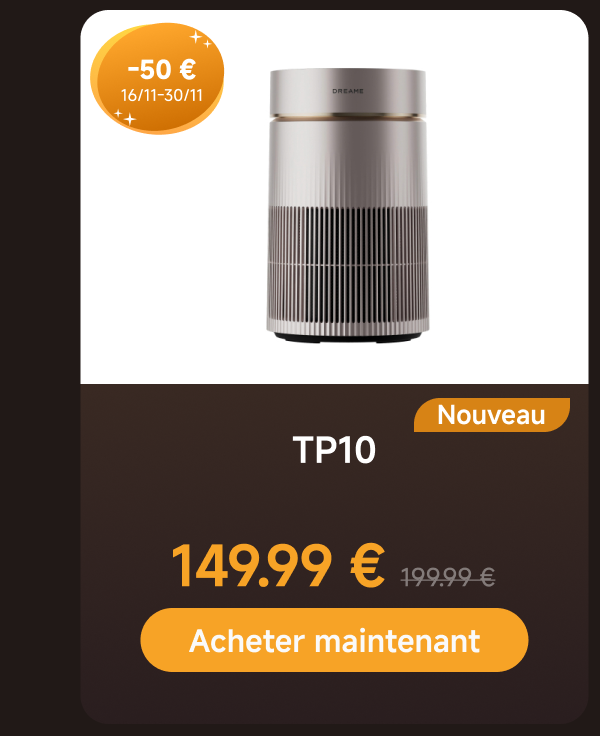 -50 €
16/11-30/11
DREAME
Nouveau
TP10
149.99 € 199.99 €
Acheter maintenant